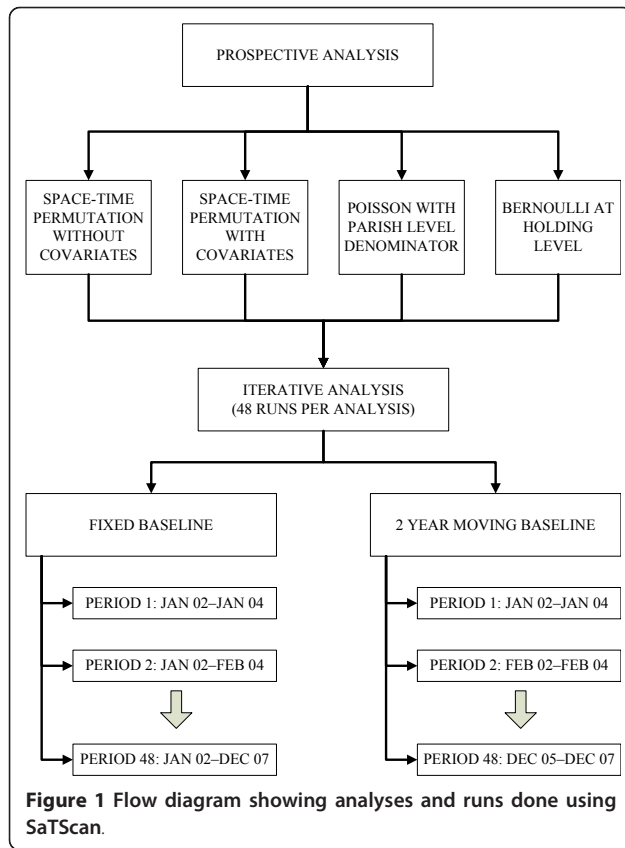 PROSPECTIVE ANALYSIS
SPACE-TIME
PERMUTATION
WITHOUT
COVARIATES
SPACE-TIME
PERMUTATION
WITH
COVARIATES
POISSON WITH
PARISH LEVEL
DENOMINATOR
BERNOULLI AT
HOLDING
LEVEL
ITERATIVE ANALYSIS
(48 RUNS PER ANALYSIS)
FIXED BASELINE
2 YEAR MOVING BASELINE
PERIOD 1: JAN 02–JAN 04
PERIOD 1: JAN 02–JAN 04
PERIOD 2: JAN 02–FEB 04
PERIOD 2: FEB 02–FEB 04
PERIOD 48: JAN 02–DEC 07
PERIOD 48: DEC 05–DEC 07
Figure 1 Flow diagram showing analyses and runs done using
SaTScan.